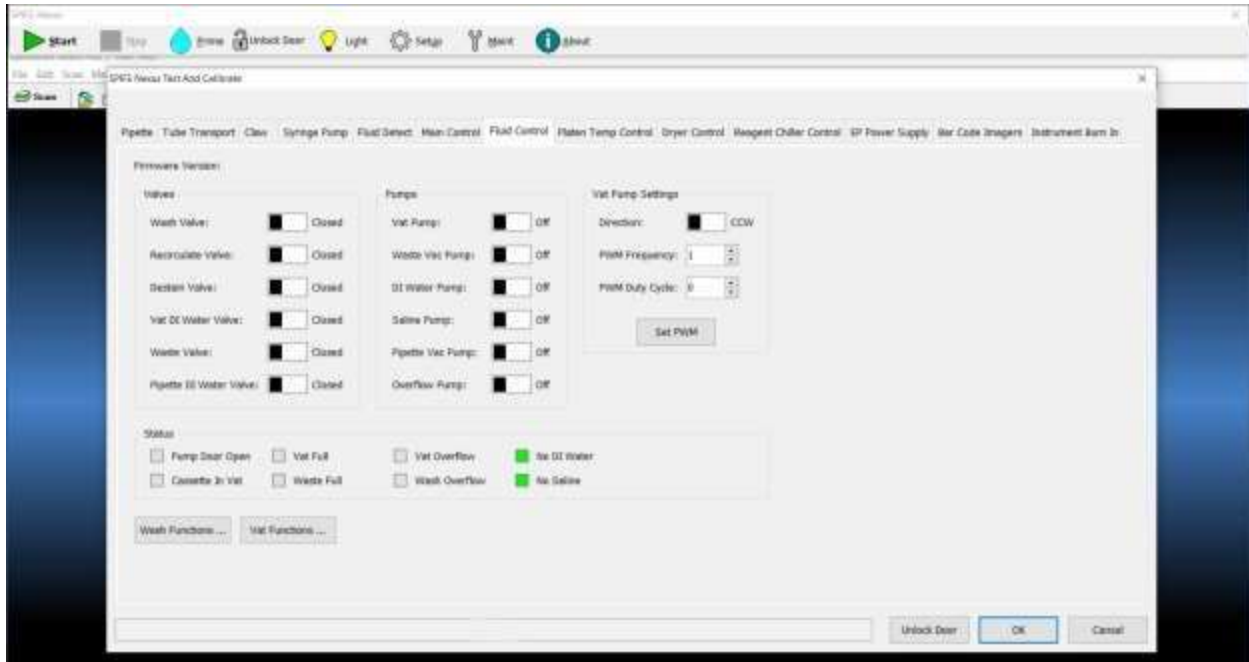 Start Stop Prime Unlock Door Light Setup Maint About
File Edit Scan
Scan
SPIFE Nexus Test And Calibrate
Pipette Tube Transport Claw Syringe Pump Fluid Detect Main Control Fluid Control Platen Temp Control Dryer Control Reagent Chiller Control EP Power Supply Bar Code Imagers Instrument Burn In
Firmware Version:
Valves Pumps Vat Pump Settings
Wash Valve: Closed Vat Pump: Off Direction: CCW
Recirculate Valve: Closed Waste Vac Pump: Off PWM Frequency: 1
Destain Valve: Closed DI Water Pump: Off PWM Duty Cycle: 0
Vat DI Water Valve: Closed Saline Pump: Off Set PWM
Waste Valve: Closed Pipette Vac Pump: Off
Pipette DI Water Valve: Closed Overflow Pump: Off
Status
Pump Door Open Vat Full Vat Overflow No DI Water
Cassette In Vat Waste Full Wash Overflow No Saline
Wash Functions ... Vat Functions ...
Unlock Door OK Cancel